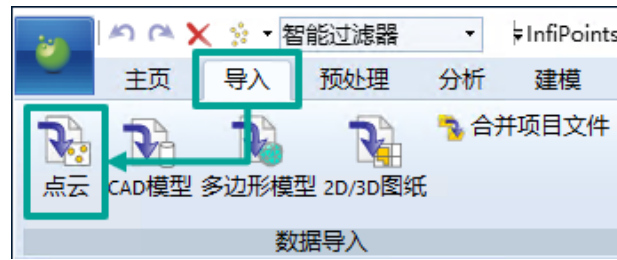 智能过滤器 InfiPoints
主页 导入 预处理 分析 建模
合并项目文件
点云 CAD模型 多边形模型 2D/3D图纸
数据导入